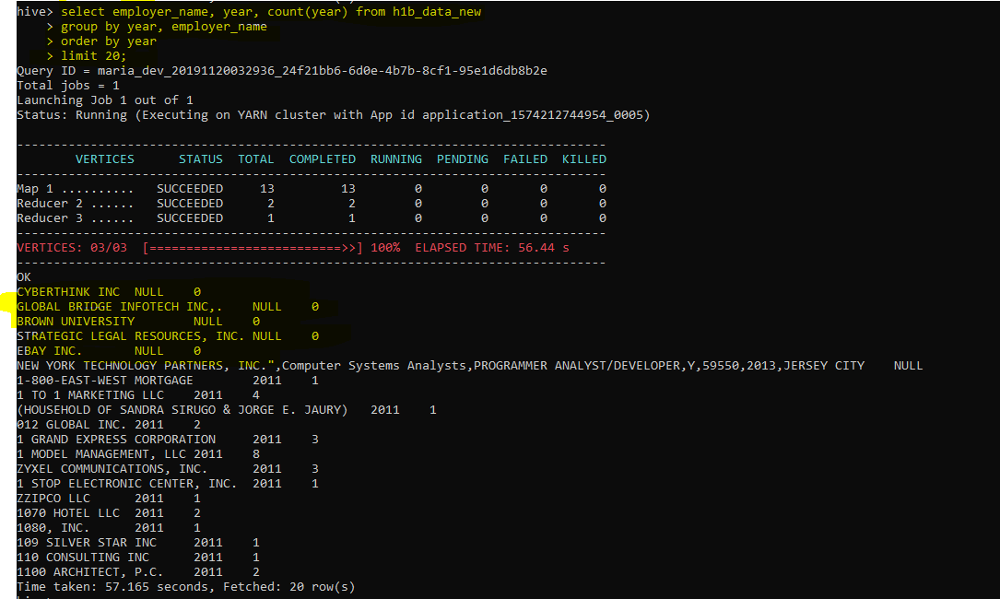 hive> select employer_name, year, count(year) from h1b_data_new
    > group by year, employer_name
    > order by year
    > limit 20;
Query ID = maria_dev_20191120032936_24f21bb6-6d0e-4b7b-8cf1-95e1d6db8b2e
Total jobs = 1
Launching Job 1 out of 1
Status: Running (Executing on YARN cluster with App id application_1574212744954_0005)
--------------------------------------------------------------------------------
        VERTICES      STATUS  TOTAL  COMPLETED  RUNNING  PENDING  FAILED  KILLED
--------------------------------------------------------------------------------
Map 1 ..........   SUCCEEDED     13         13        0        0       0       0
Reducer 2 ......   SUCCEEDED      2          2        0        0       0       0
Reducer 3 ......   SUCCEEDED      1          1        0        0       0       0
--------------------------------------------------------------------------------
VERTICES: 03/03  [==========================>>] 100%  ELAPSED TIME: 56.44 s
--------------------------------------------------------------------------------
OK
CYBERTHINK INC  NULL    0
GLOBAL BRIDGE INFOTECH INC,.    NULL    0
BROWN UNIVERSITY        NULL    0
STRATEGIC LEGAL RESOURCES, INC. NULL    0
EBAY INC.       NULL    0
NEW YORK TECHNOLOGY PARTNERS, INC.",Computer Systems Analysts,PROGRAMMER ANALYST/DEVELOPER,Y,59550,2013,JERSEY CITY    NULL
1-800-EAST-WEST MORTGAGE        2011    1
1 TO 1 MARKETING LLC    2011    4
(HOUSEHOLD OF SANDRA SIRUGO & JORGE E. JAURY)   2011    1
012 GLOBAL INC. 2011    2
1 GRAND EXPRESS CORPORATION     2011    3
1 MODEL MANAGEMENT, LLC 2011    8
ZYXEL COMMUNICATIONS, INC.      2011    3
1 STOP ELECTRONIC CENTER, INC.  2011    1
ZZIPCO LLC      2011    1
1070 HOTEL LLC  2011    2
1080, INC.      2011    1
109 SILVER STAR INC     2011    1
110 CONSULTING INC      2011    1
1100 ARCHITECT, P.C.    2011    2
Time taken: 57.165 seconds, Fetched: 20 row(s)